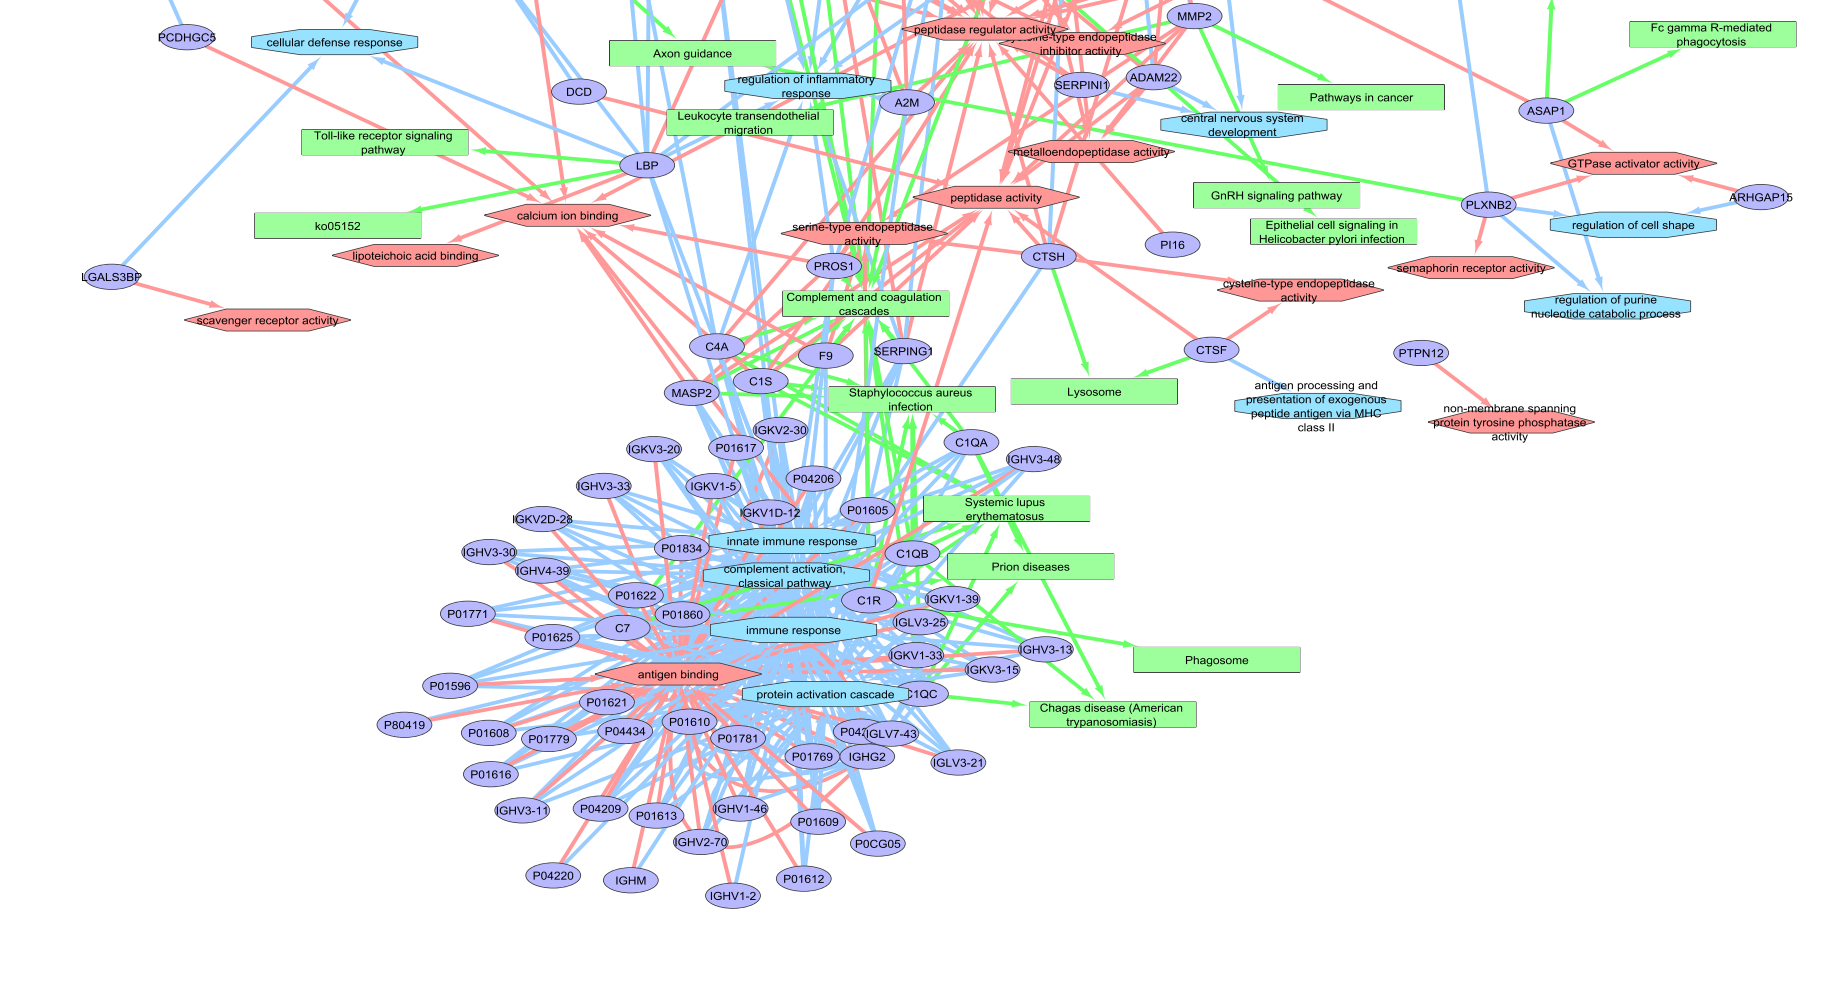 MMP2
Fc gamma R-mediated
phagocytosis
PCDHGC5
cellular defense response
Axon guidance
peptidase regulator activity
cysteine-type endopeptidase
inhibitor activity
regulation of inflammatory
response
DCD
A2M
SERPINI1
ADAM22
Pathways in cancer
ASAP1
Leukocyte transendothelial
migration
central nervous system
development
Toll-like receptor signaling
pathway
LBP
metalloendopeptidase activity
GTPase activator activity
peptidase activity
GnRH signaling pathway
PLXNB2
ARHGAP15
ko05152
calcium ion binding
serine-type endopeptidase
activity
Epithelial cell signaling in
Helicobacter pylori infection
regulation of cell shape
lipoteichoic acid binding
PROS1
CTSH
PI16
semaphorin receptor activity
LGALS3BP
cysteine-type endopeptidase
activity
scavenger receptor activity
Complement and coagulation
cascades
regulation of purine
nucleotide catabolic process
C4A
F9
SERPING1
CTSF
PTPN12
MASP2
C1S
Staphylococcus aureus
infection
Lysosome
antigen processing and
presentation of exogenous
peptide antigen via MHC
class II
non-membrane spanning
protein tyrosine phosphatase
activity
IGKV2-30
IGKV3-20
P01617
C1QA
IGHV3-48
IGHV3-33
IGKV1-5
P04206
IGKV2D-28
IGKV1D-12
P01605
Systemic lupus
erythematosus
IGHV3-30
P01834
innate immune response
C1QB
IGHV4-39
complement activation,
classical pathway
Prion diseases
P01622
P01860
C1R
IGKV1-39
P01771
P01625
C7
immune response
IGLV3-25
IGHV3-13
IGKV1-33
IGKV3-15
Phagosome
P01596
antigen binding
protein activation cascade
C1QC
P80419
P01608
P01621
P01610
Chagas disease (American
trypanosomiasis)
P01779
P04434
P01781
IGLV7-43
P01616
P01769
IGHG2
IGLV3-21
IGHV3-11
P04209
P01613
IGHV1-46
P01609
IGHV2-70
P0CG05
P04220
IGHM
P01612
IGHV1-2